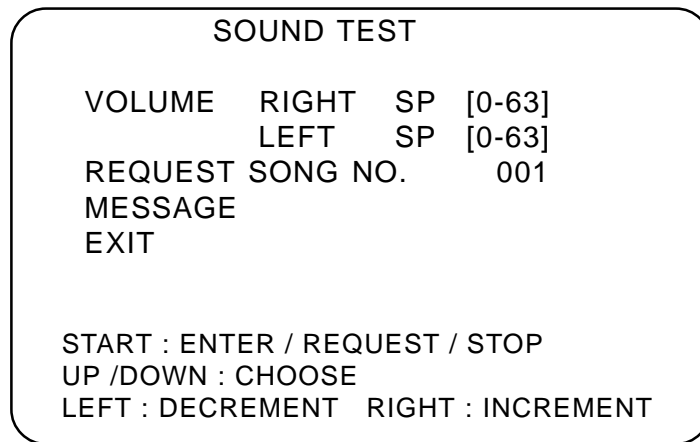 SOUND TEST
VOLUME RIGHT SP [0-63]
LEFT SP [0-63]
REQUEST SONG NO. 001
MESSAGE
EXIT
START : ENTER / REQUEST / STOP
UP /DOWN : CHOOSE
LEFT : DECREMENT RIGHT : INCREMENT